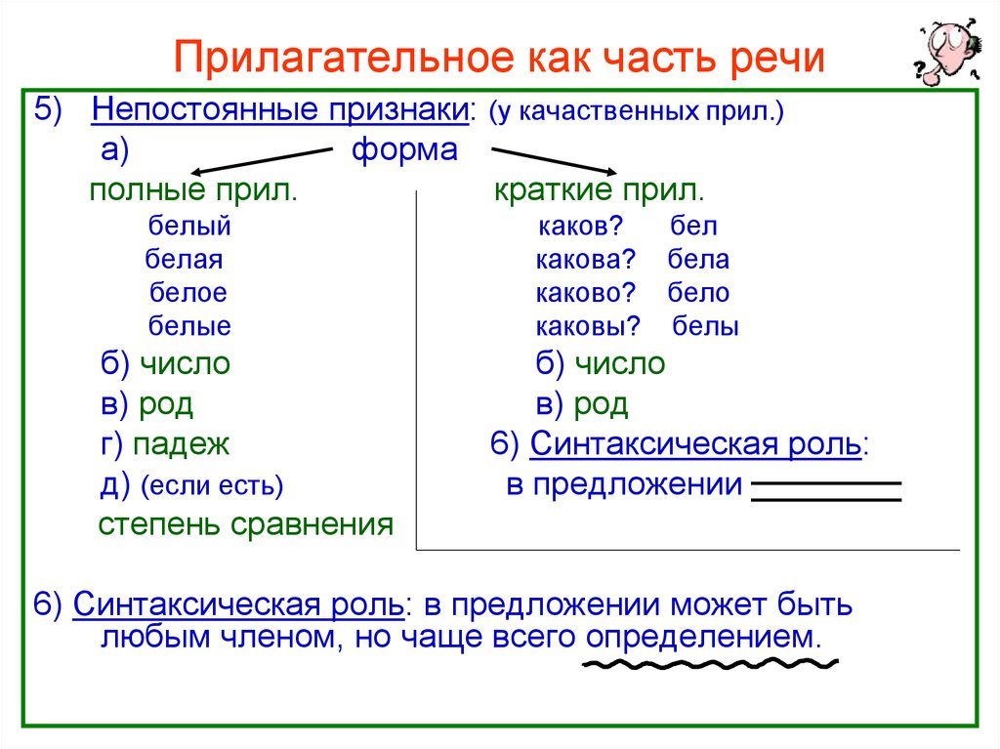 Прилагательное как часть речи
5) Непостоянные признаки: (у качаственных прил.)
а) форма
полные прил. краткие прил.
белый каков? бел
белая какова? бела
белое каково? бело
белые каковы? белы
б) число б) число
в) род в) род
г) падеж 6) Синтаксическая роль:
д) (если есть) в предложении
степень сравнения
6) Синтаксическая роль: в предложении может быть
любым членом, но чаще всего определением.